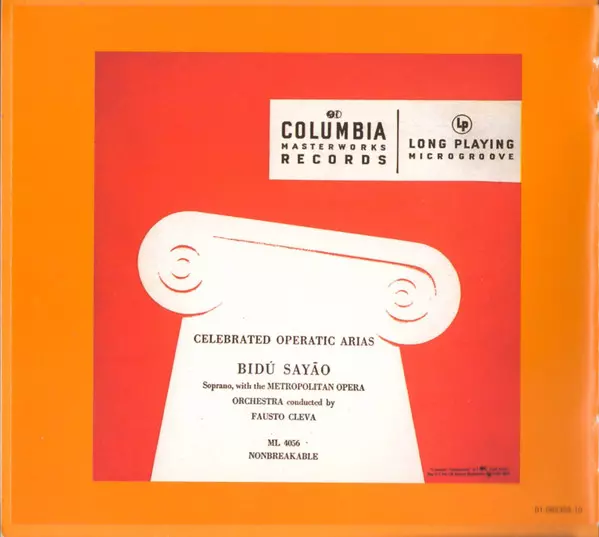 COLUMBIA
MASTERWORKS
RECORDS
LP
LONG PLAYING
MICROGROOVE
CELEBRATED OPERATIC ARIAS
BIDÚ SAYÃO
Soprano, with the METROPOLITAN OPERA
ORCHESTRA conducted by
FAUSTO CLEVA
ML 4056
NONBREAKABLE